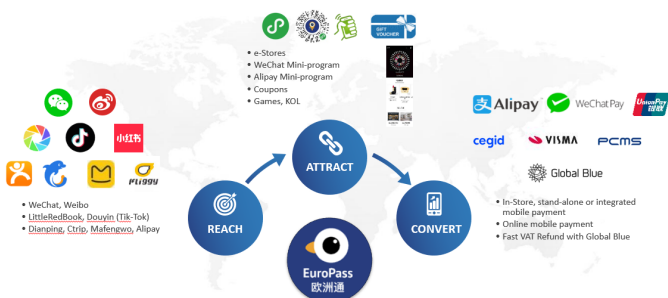 GIFT
VOUCHER
• e-Stores
• WeChat Mini-program
• Alipay Mini-program
• Coupons
• Games, KOL
小红书
Fliggy
• WeChat, Weibo
• LittleRedBook, Douyin (Tik-Tok)
• Dianping, Ctrip, Mafengwo, Alipay
REACH
ATTRACT
CONVERT
EuroPass
欧洲通
支 Alipay
WeChat Pay
UnionPay
银联
cegid
VISMA
PCMS
Global Blue
• In-Store, stand-alone or integrated
mobile payment
• Online mobile payment
• Fast VAT Refund with Global Blue